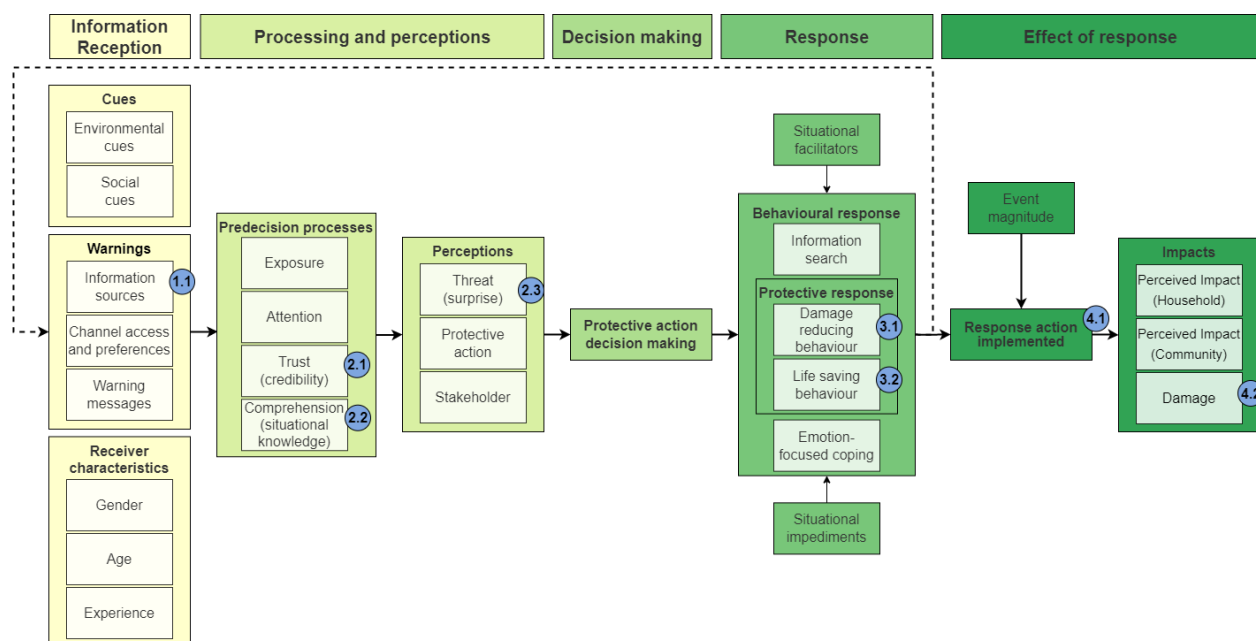 Information
Reception
Processing and perceptions
Decision making
Response
Effect of response
Cues
Environmental
cues
Social
cues
Warnings
Information
sources
1.1
Channel access
and preferences
Warning
messages
Receiver
characteristics
Gender
Age
Experience
Predecision processes
Exposure
Attention
Trust
(credibility)
2.1
Comprehension
(situational
knowledge)
2.2
Perceptions
Threat
(surprise)
2.3
Protective
action
Stakeholder
Protective action
decision making
Situational
facilitators
Behavioural response
Information
search
Protective response
Damage
reducing
behaviour
3.1
Life saving
behaviour
3.2
Emotion-
focused coping
Situational
impediments
Event
magnitude
Response action
implemented
4.1
Impacts
Perceived Impact
(Household)
Perceived Impact
(Community)
Damage
4.2